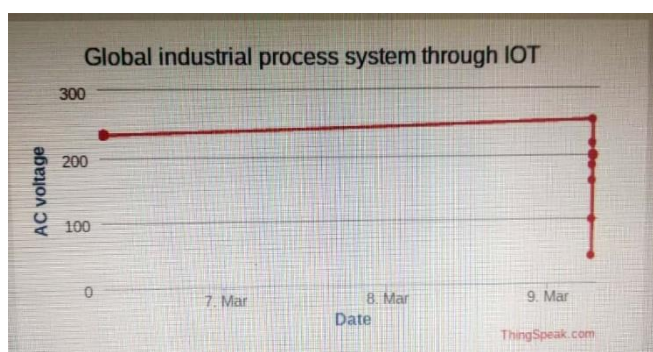 Global industrial process system through IOT
300
200
100
0
AC voltage
7. Mar
8. Mar
9. Mar
Date
ThingSpeak.com